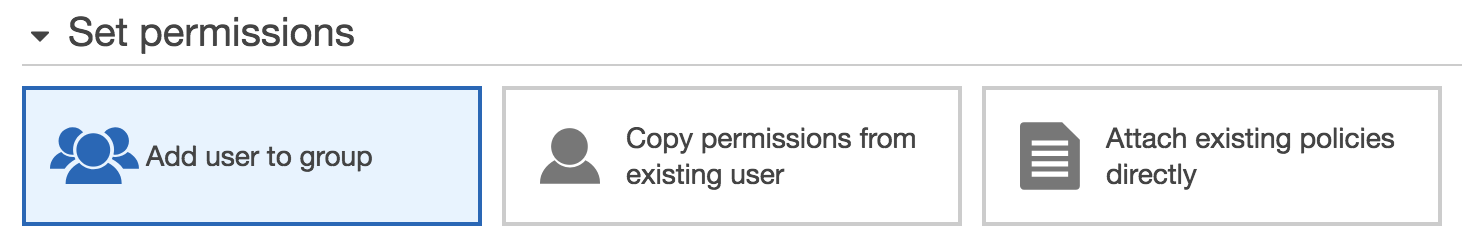 Set permissions
Add user to group
Copy permissions from
existing user
Attach existing policies
directly